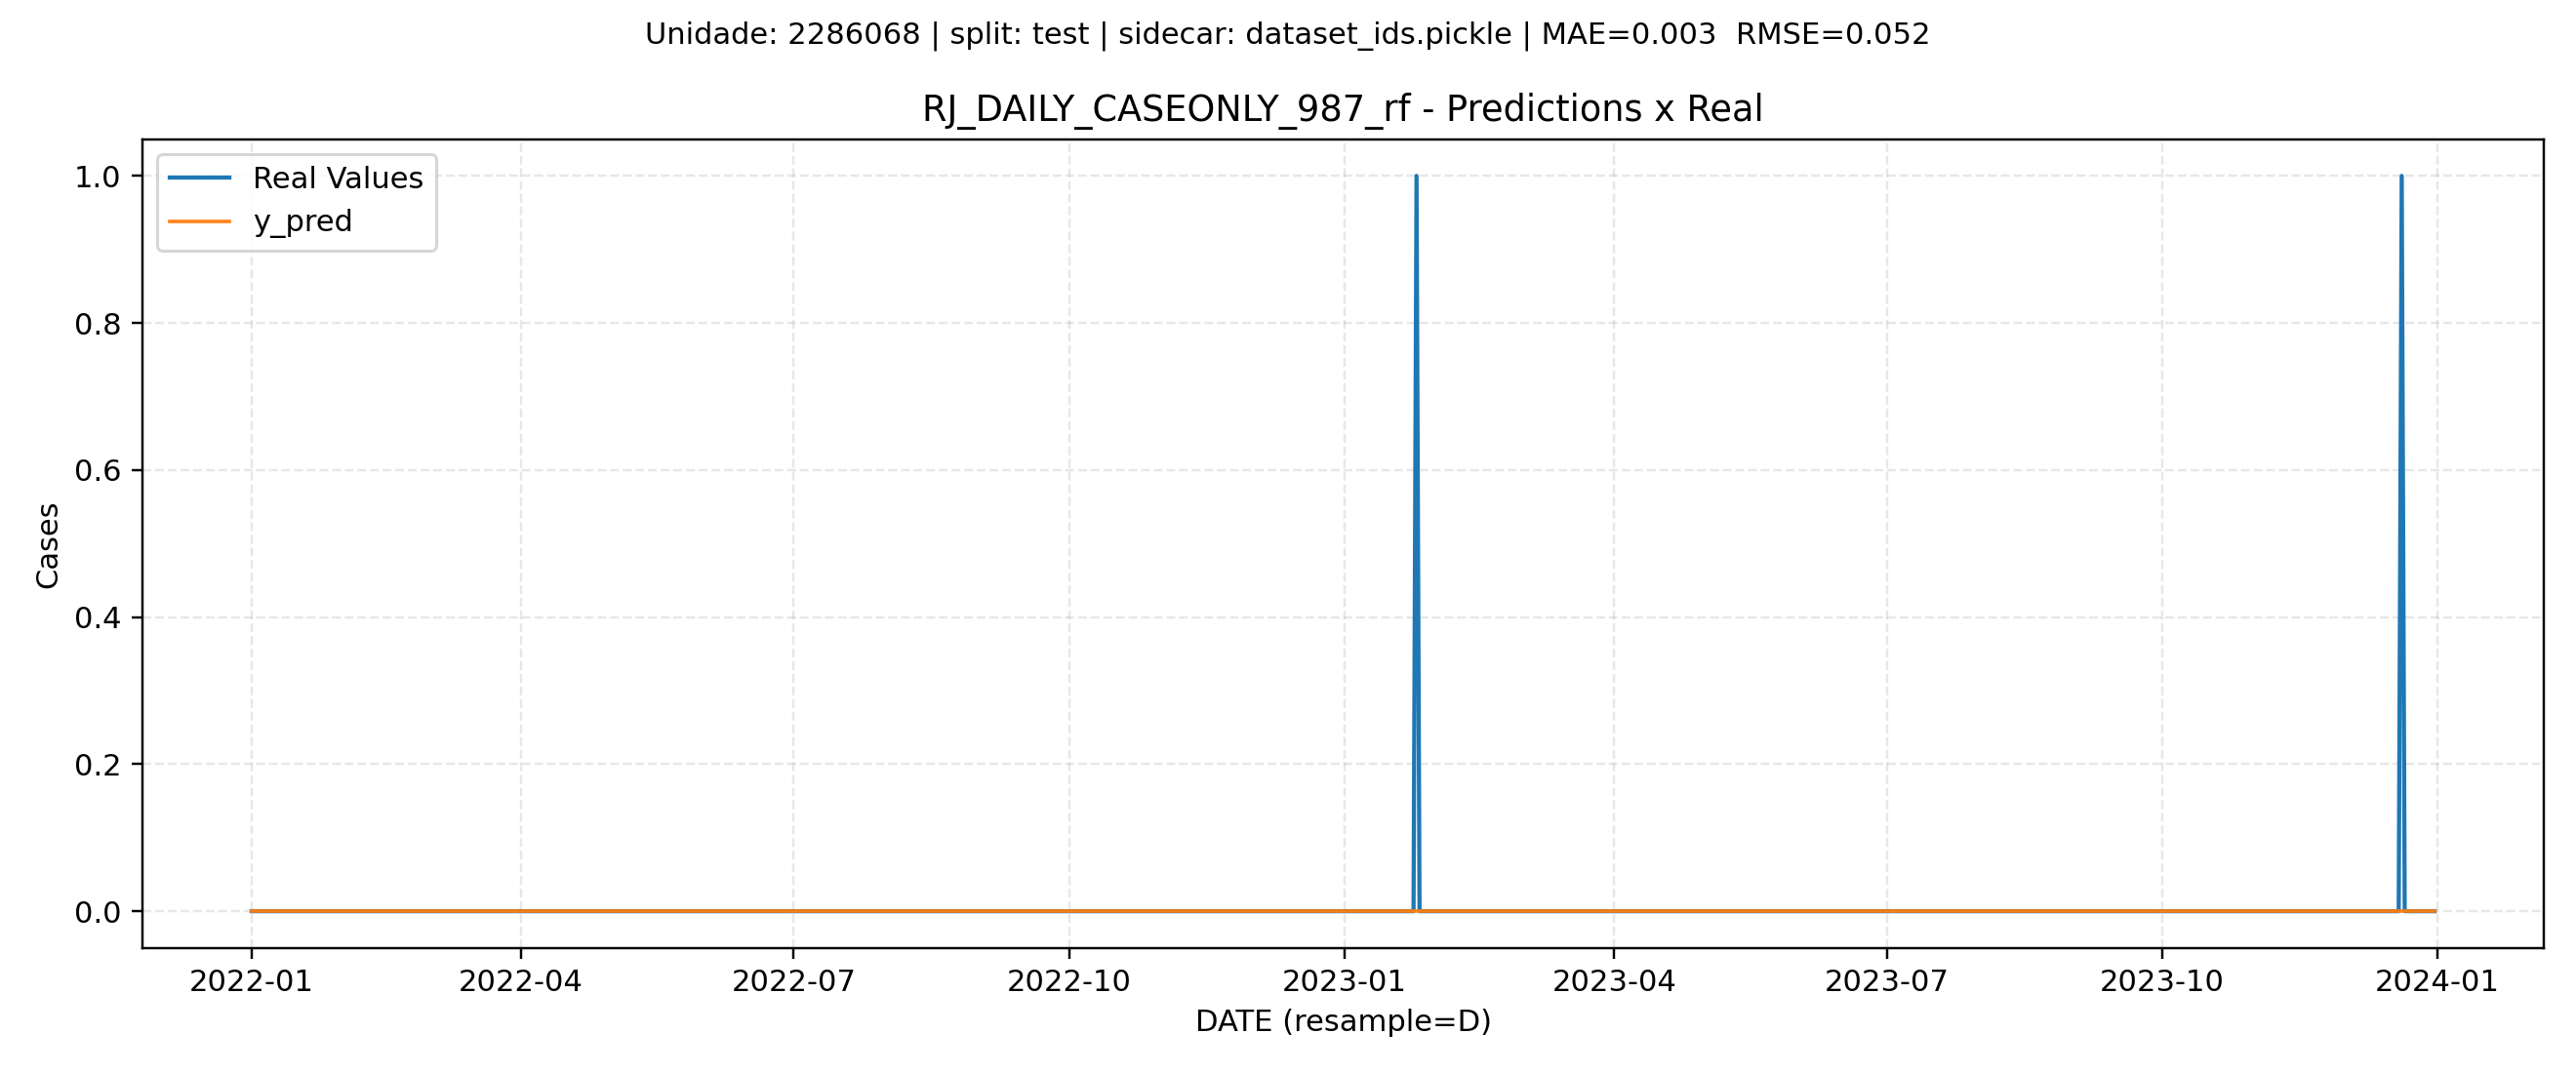 Unidade: 2286068 | split: test | sidecar: dataset_ids.pickle | MAE=0.003  RMSE=0.052
RJ_DAILY_CASEONLY_987_rf - Predictions x Real
Real Values
y_pred
1.0
0.8
0.6
0.4
0.2
0.0
Cases
2022-01 2022-04 2022-07 2022-10 2023-01 2023-04 2023-07 2023-10 2024-01
DATE (resample=D)